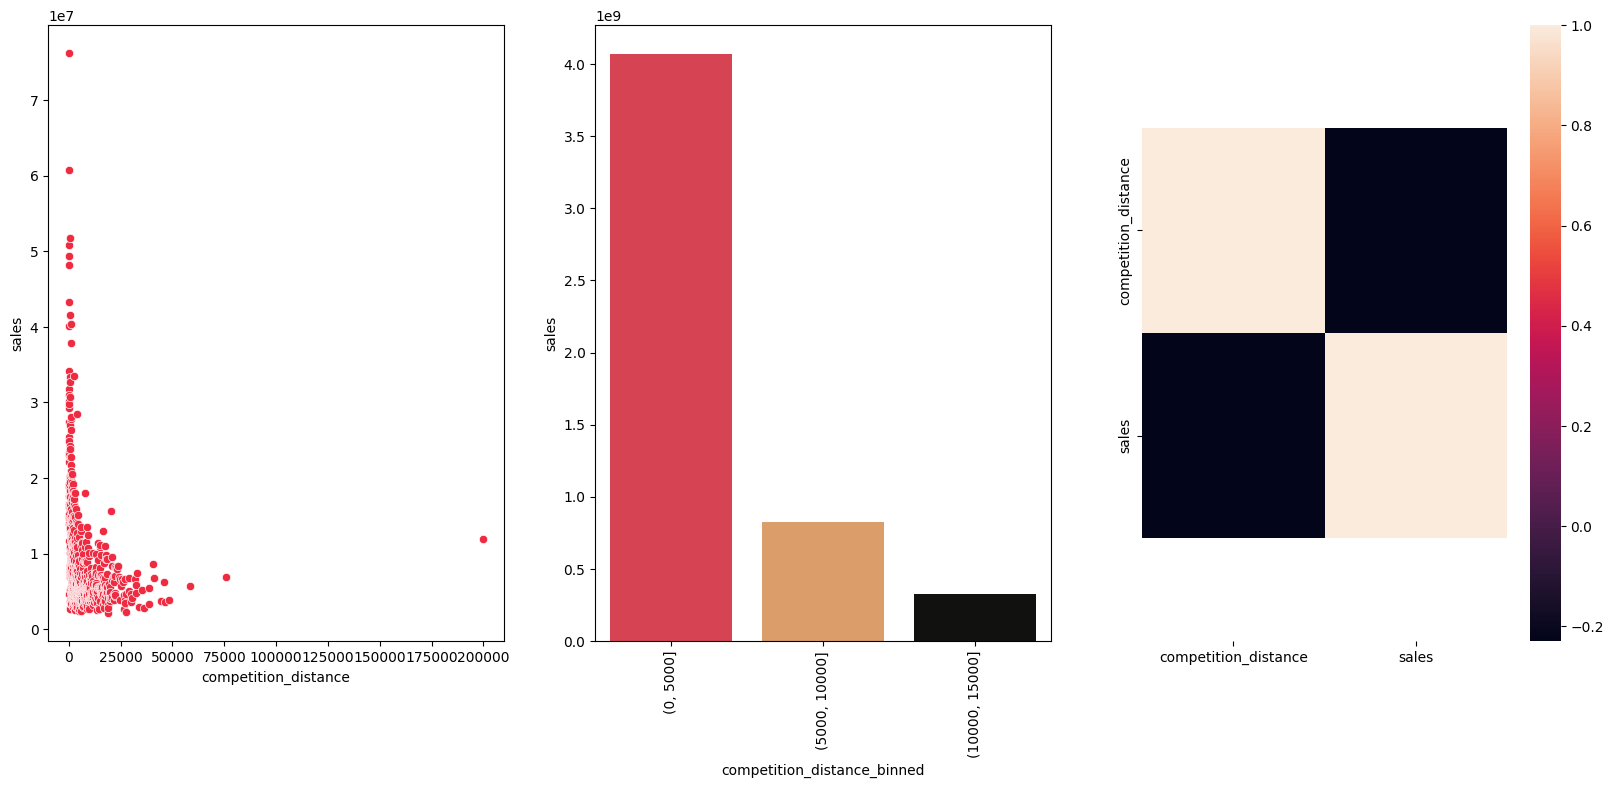 1e7
7
6
5
4
3
2
1
0
sales
0 25000 50000 75000 100000 125000 150000 175000 200000
competition_distance
1e9
4.0
3.5
3.0
2.5
2.0
1.5
1.0
0.5
0.0
sales
(0, 5000]
(5000, 10000]
(10000, 15000]
competition_distance_binned
competition_distance
sales
competition_distance sales
1.0
0.8
0.6
0.4
0.2
0.0
−0.2